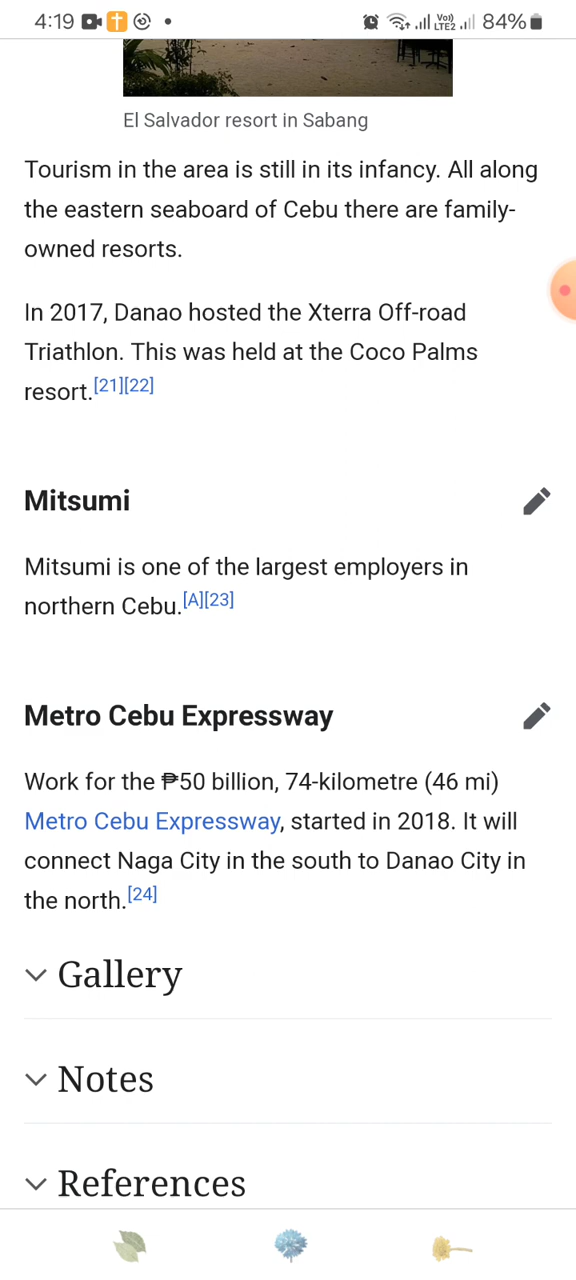 4:19
Vo))
LTE2
84%
El Salvador resort in Sabang
Tourism in the area is still in its infancy. All along
the eastern seaboard of Cebu there are family-
owned resorts.
In 2017, Danao hosted the Xterra Off-road
Triathlon. This was held at the Coco Palms
resort.[21][22]
Mitsumi
Mitsumi is one of the largest employers in
northern Cebu.[A][23]
Metro Cebu Expressway
Work for the ₱50 billion, 74-kilometre (46 mi)
Metro Cebu Expressway, started in 2018. It will
connect Naga City in the south to Danao City in
the north.[24]
Gallery
Notes
References